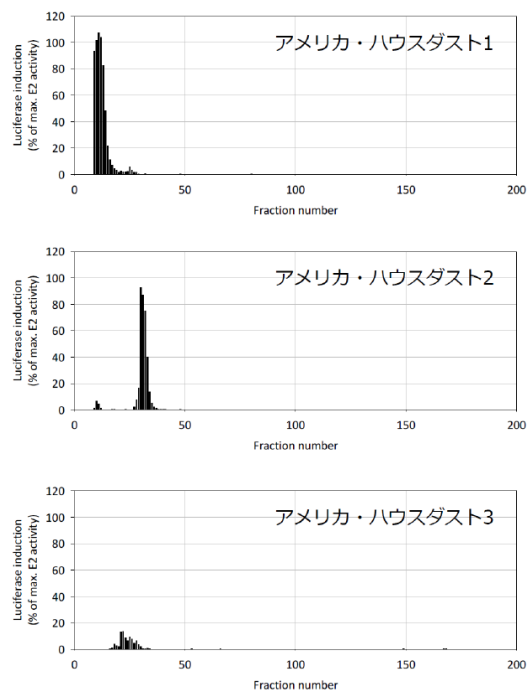 アメリカ・ハウスダスト1
Luciferase induction
(% of max. E2 activity)
120
100
80
60
40
20
0
0 50 100 150 200
Fraction number
アメリカ・ハウスダスト2
Luciferase induction
(% of max. E2 activity)
120
100
80
60
40
20
0
0 50 100 150 200
Fraction number
アメリカ・ハウスダスト3
Luciferase induction
(% of max. E2 activity)
120
100
80
60
40
20
0
0 50 100 150 200
Fraction number